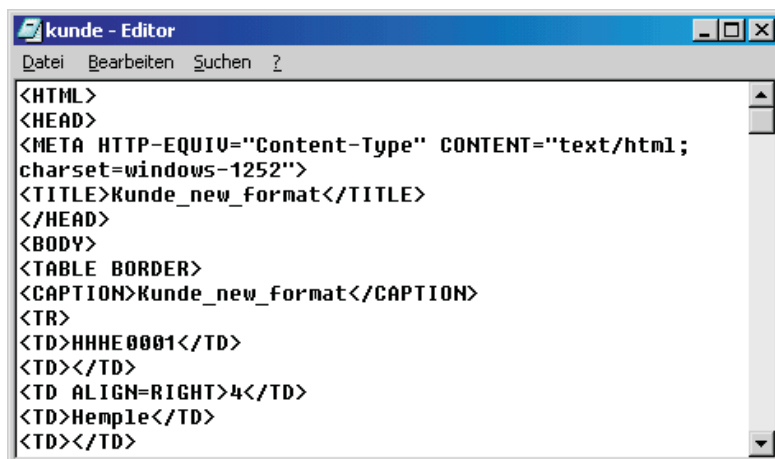 kunde - Editor
Datei Bearbeiten Suchen ?
<HTML>
<HEAD>
<META HTTP-EQUIV="Content-Type" CONTENT="text/html;
charset=windows-1252">
<TITLE>Kunde_new_format</TITLE>
</HEAD>
<BODY>
<TABLE BORDER>
<CAPTION>Kunde_new_format</CAPTION>
<TR>
<TD>HHHE0001</TD>
<TD></TD>
<TD ALIGN=RIGHT>4</TD>
<TD>Hemple</TD>
<TD></TD>